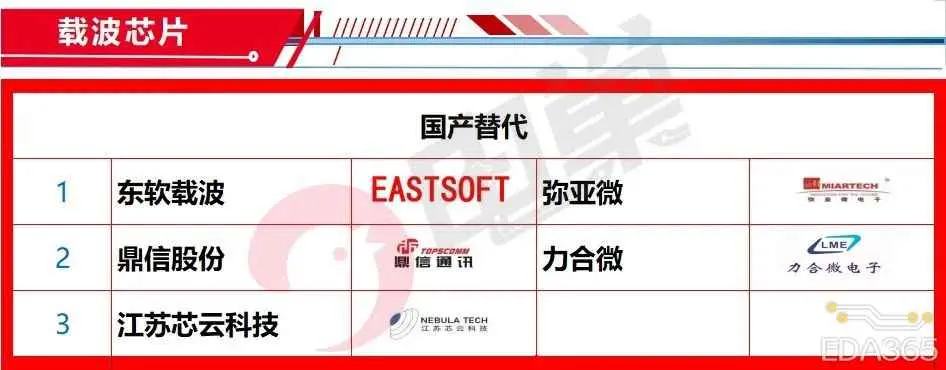 载波芯片
国产替代
1 东软载波 EASTSOFT 弥亚微 MIARTECH
弥亚微电子
2 鼎信股份 TOPSCOMM 力合微 LME
鼎信通讯 力合微电子
3 江苏芯云科技 NEBULA TECH
江苏芯云科技
EDA365